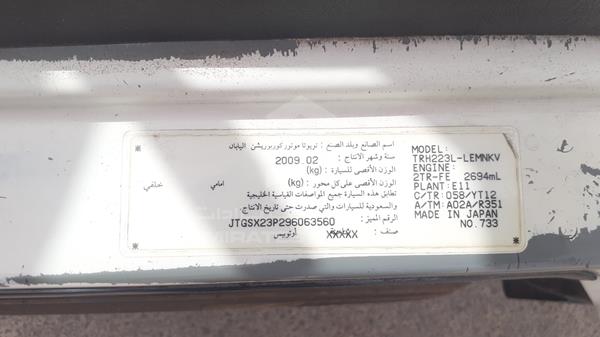 اسم الصانع وبلد الصنع : تويوتا موتور كوربوريشن اليابان
سنة وشهر الانتاج : 2009.02
الوزن الأقصى للسيارة : (kg)
الوزن الأقصى على كل محور : (kg) امامي خلفي
تطابق هذه السيارة جميع المواصفات القياسية الخليجية
والسعودية للسيارات والتي صدرت حتى تاريخ الانتاج
الرقم المميز : JTGSX23P296063560
صنف : XXXXX أوتوبيس
MODEL:
TRH223L-LEMNKV
ENGINE:
2TR-FE 2694mL
PLANT: E11
C/TR: 058/YT12
A/TM: A02A/R351
MADE IN JAPAN
NO.733